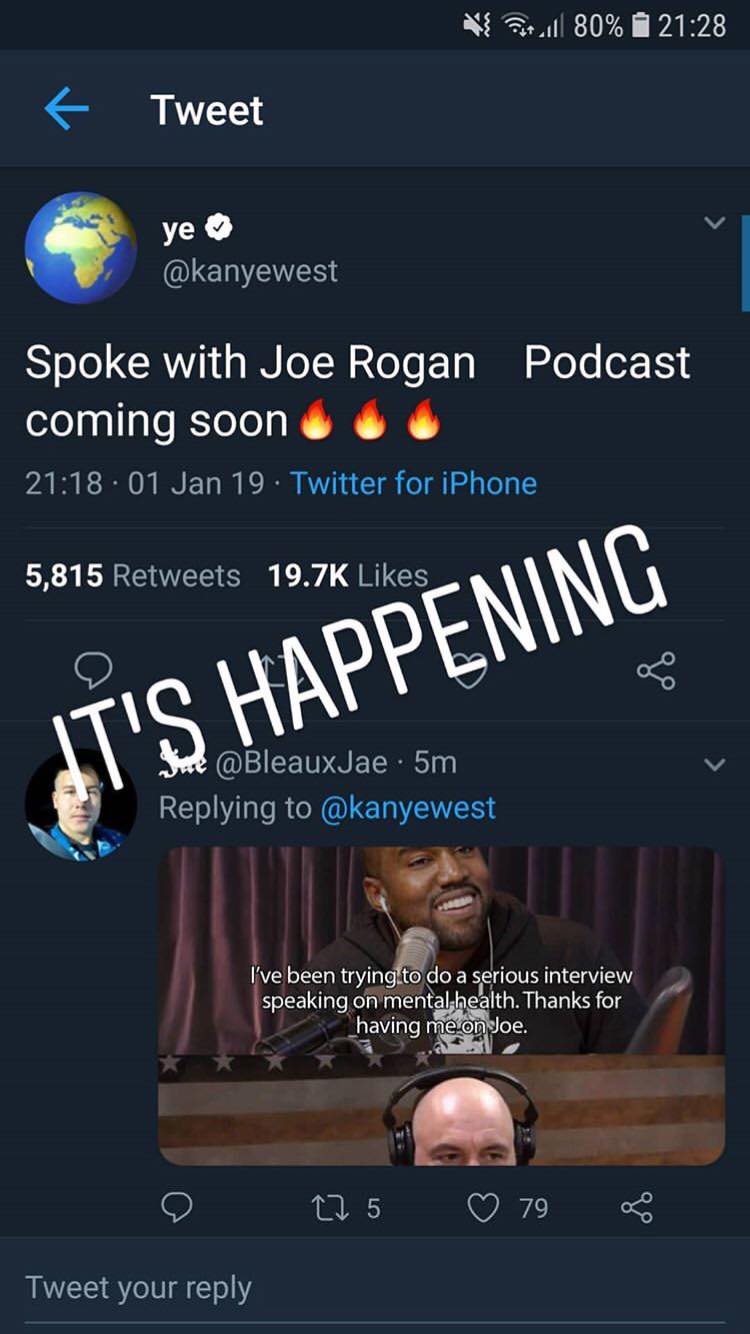 80% 21:28
Tweet
ye
@kanyewest
Spoke with Joe Rogan Podcast
coming soon🔥🔥🔥
21:18 · 01 Jan 19 · Twitter for iPhone
5,815 Retweets 19.7K Likes
IT'S HAPPENING
Jae @BleauxJae · 5m
Replying to @kanyewest
I've been trying to do a serious interview
speaking on mental health. Thanks for
having me on Joe.
5 79
Tweet your reply